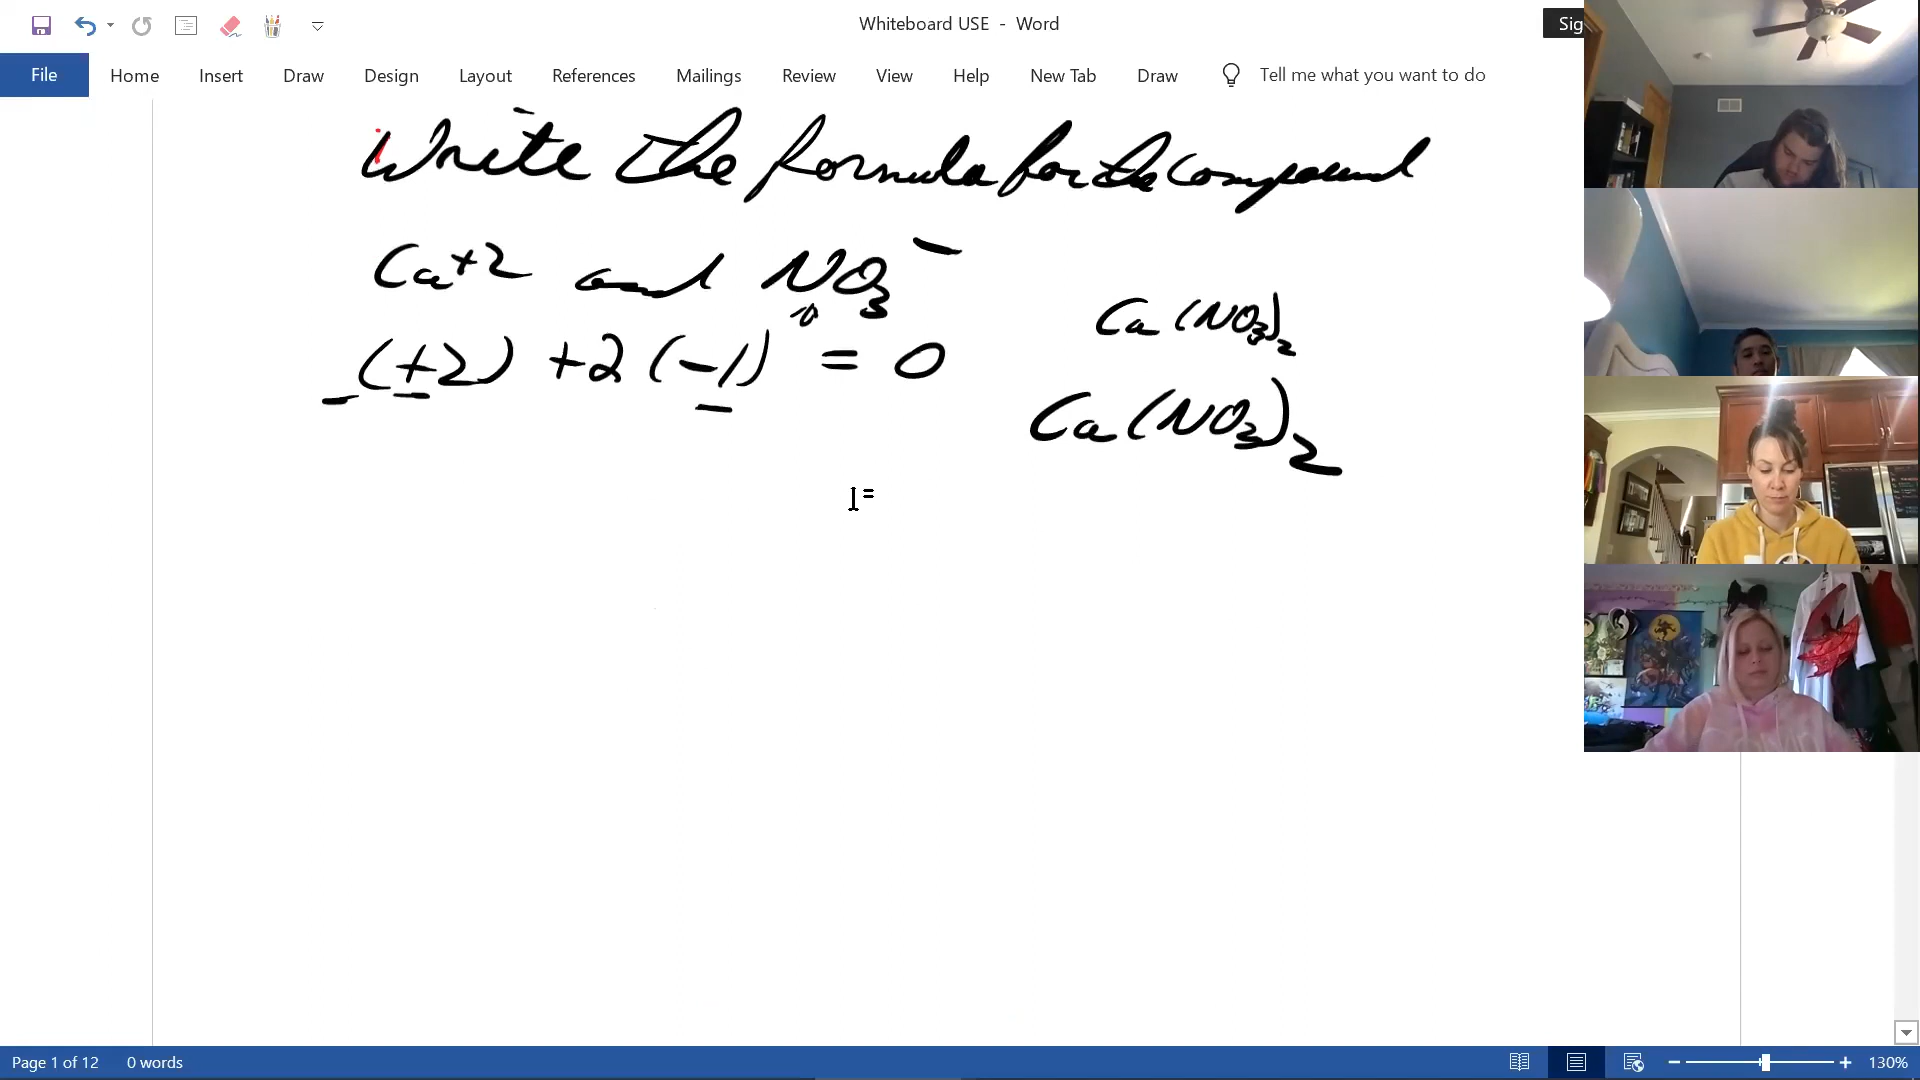 Whiteboard USE - Word
Sig
File Home Insert Draw Design Layout References Mailings Review View Help New Tab Draw Tell me what you want to do
Write the formula for the compound
Ca+2 and NO3−
(+2) +2 (-1) = 0
Ca (NO3)2
Ca (NO3)2
Page 1 of 12 0 words
130%